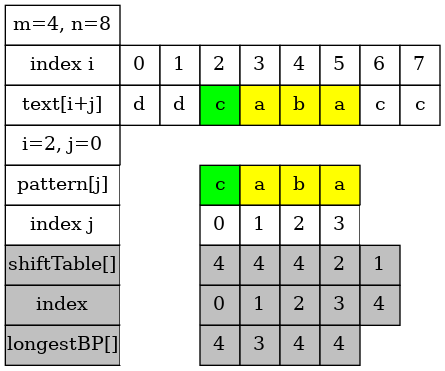 m=4, n=8
index i 0 1 2 3 4 5 6 7
text[i+j] d d c a b a c c
i=2, j=0
pattern[j] c a b a
index j 0 1 2 3
shiftTable[] 4 4 4 2 1
index 0 1 2 3 4
longestBP[] 4 3 4 4